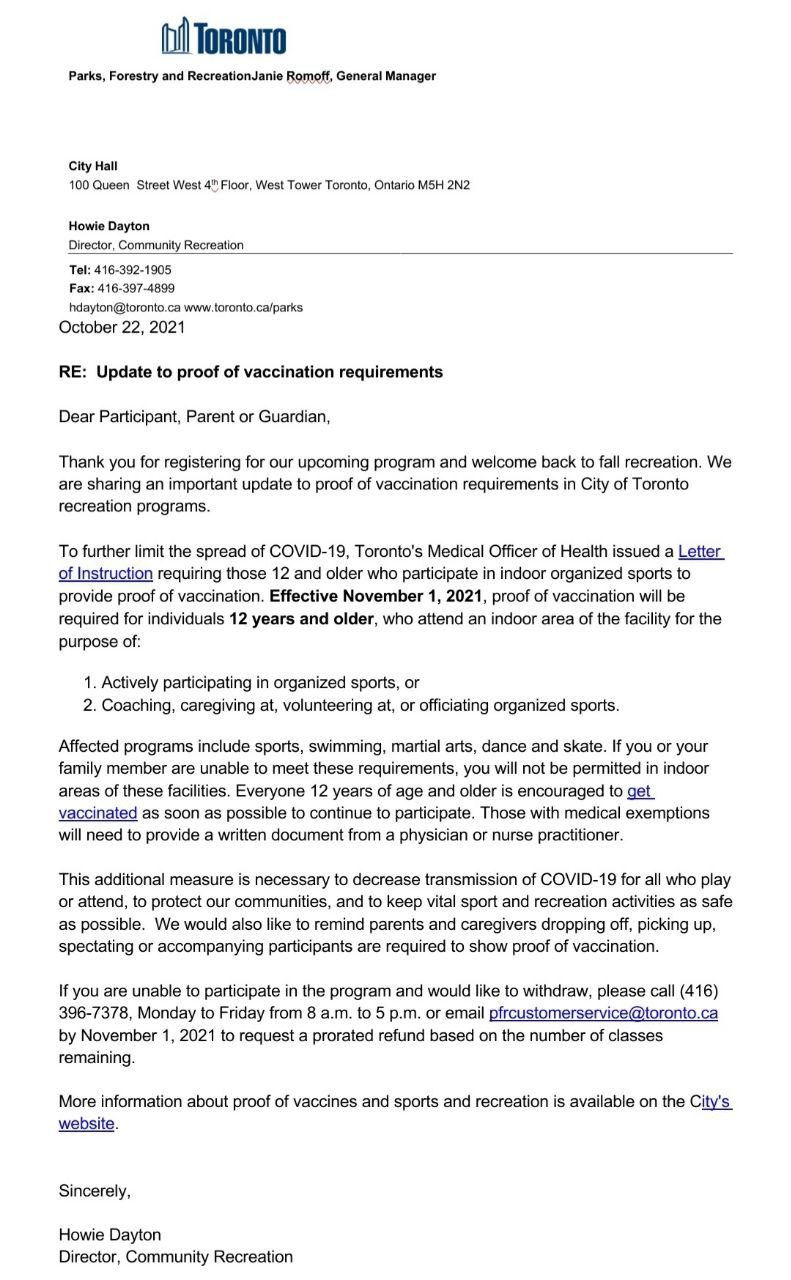 TORONTO
Parks, Forestry and RecreationJanie Romoff, General Manager
City Hall
100 Queen  Street West 4th Floor, West Tower Toronto, Ontario M5H 2N2
Howie Dayton
Director, Community Recreation
Tel: 416-392-1905
Fax: 416-397-4899
hdayton@toronto.ca www.toronto.ca/parks
October 22, 2021
RE:  Update to proof of vaccination requirements
Dear Participant, Parent or Guardian,
Thank you for registering for our upcoming program and welcome back to fall recreation. We
are sharing an important update to proof of vaccination requirements in City of Toronto
recreation programs.
To further limit the spread of COVID-19, Toronto's Medical Officer of Health issued a Letter
of Instruction requiring those 12 and older who participate in indoor organized sports to
provide proof of vaccination. Effective November 1, 2021, proof of vaccination will be
required for individuals 12 years and older, who attend an indoor area of the facility for the
purpose of:
1. Actively participating in organized sports, or
2. Coaching, caregiving at, volunteering at, or officiating organized sports.
Affected programs include sports, swimming, martial arts, dance and skate. If you or your
family member are unable to meet these requirements, you will not be permitted in indoor
areas of these facilities. Everyone 12 years of age and older is encouraged to get
vaccinated as soon as possible to continue to participate. Those with medical exemptions
will need to provide a written document from a physician or nurse practitioner.
This additional measure is necessary to decrease transmission of COVID-19 for all who play
or attend, to protect our communities, and to keep vital sport and recreation activities as safe
as possible.  We would also like to remind parents and caregivers dropping off, picking up,
spectating or accompanying participants are required to show proof of vaccination.
If you are unable to participate in the program and would like to withdraw, please call (416)
396-7378, Monday to Friday from 8 a.m. to 5 p.m. or email pfrcustomerservice@toronto.ca
by November 1, 2021 to request a prorated refund based on the number of classes
remaining.
More information about proof of vaccines and sports and recreation is available on the City's
website.
Sincerely,
Howie Dayton
Director, Community Recreation